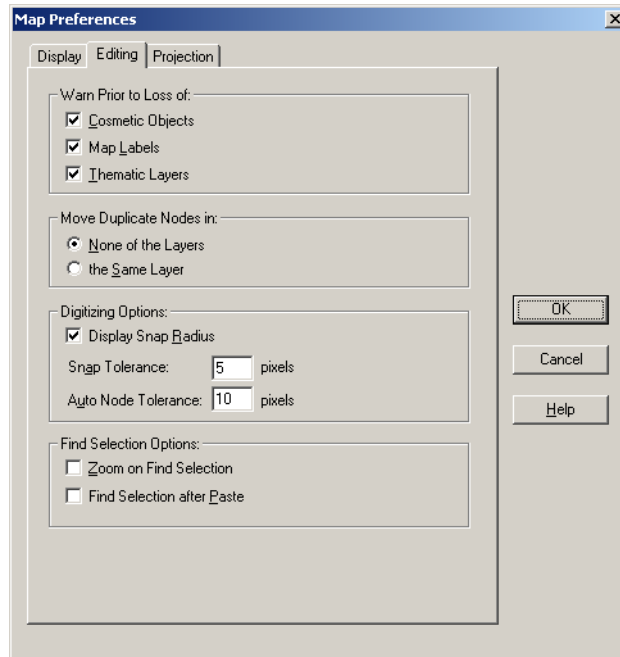 Map Preferences
Display Editing Projection
Warn Prior to Loss of:
Cosmetic Objects
Map Labels
Thematic Layers
Move Duplicate Nodes in:
None of the Layers
the Same Layer
Digitizing Options:
Display Snap Radius
Snap Tolerance: 5 pixels
Auto Node Tolerance: 10 pixels
Find Selection Options:
Zoom on Find Selection
Find Selection after Paste
OK
Cancel
Help